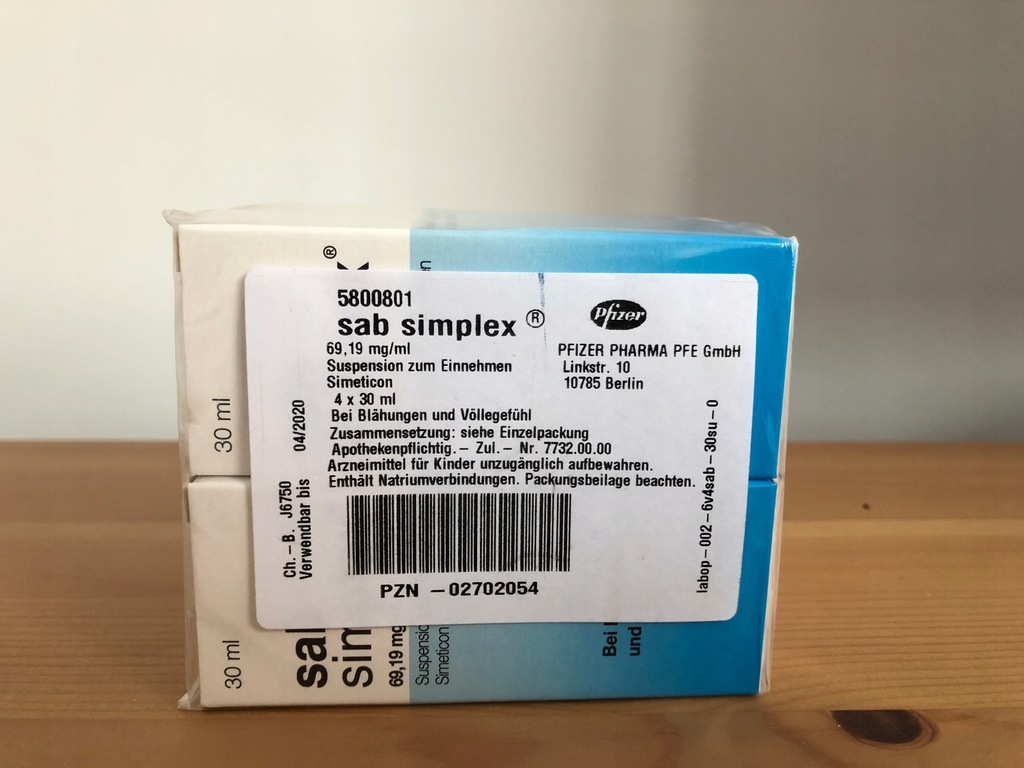 5800801
sab simplex ®
Pfizer
69,19 mg/ml
Suspension zum Einnehmen
Simeticon
4 x 30 ml
Bei Blähungen und Völlegefühl
Zusammensetzung: siehe Einzelpackung
Apothekenpflichtig.– Zul.– Nr. 7732.00.00
Arzneimittel für Kinder unzugänglich aufbewahren.
Enthält Natriumverbindungen. Packungsbeilage beachten.
PFIZER PHARMA PFE GmbH
Linkstr. 10
10785 Berlin
Ch.–B. J6750
Verwendbar bis 04/2020
labop–002–6v4sab–30su–0
PZN –02702054
30 ml
®
30 ml
69,19 mg
Simeticon
Bei
und